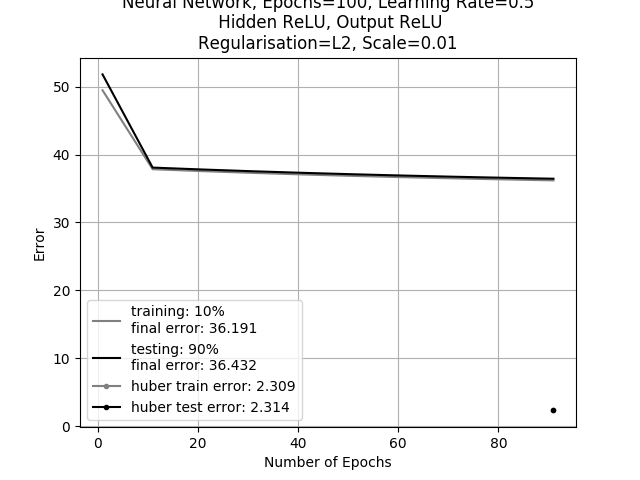 Neural Network, Epochs=100, Learning Rate=0.5
Hidden ReLU, Output ReLU
Regularisation=L2, Scale=0.01
50
40
30
20
10
0
Error
training: 10%
final error: 36.191
testing: 90%
final error: 36.432
huber train error: 2.309
huber test error: 2.314
0 20 40 60 80
Number of Epochs